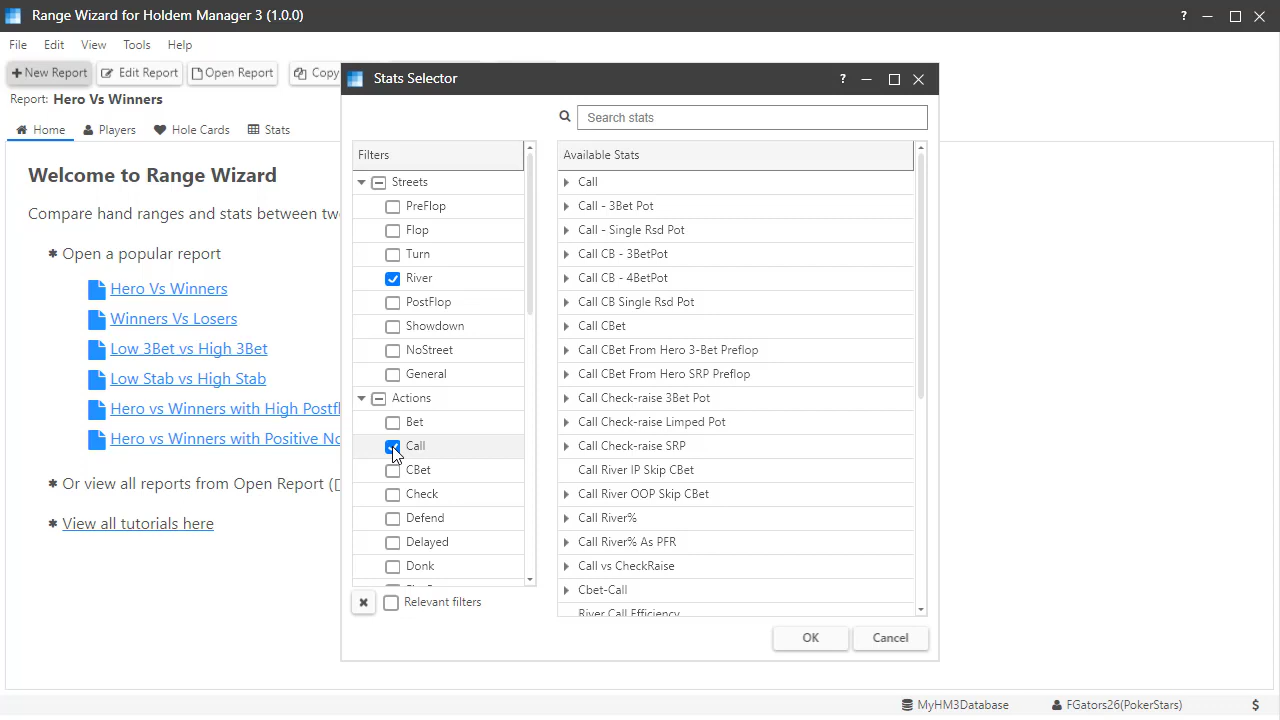 Range Wizard for Holdem Manager 3 (1.0.0)
?
File Edit View Tools Help
New Report Edit Report Open Report Copy
Report: Hero Vs Winners
Home Players Hole Cards Stats
Welcome to Range Wizard
Compare hand ranges and stats between
Open a popular report
Hero Vs Winners
Winners Vs Losers
Low 3Bet vs High 3Bet
Low Stab vs High Stab
Hero vs Winners with High
Hero vs Winners with Positive
Or view all reports from Open Report (
View all tutorials here
Stats Selector
?
Search stats
Filters
Streets
PreFlop
Flop
Turn
River
PostFlop
Showdown
NoStreet
General
Actions
Bet
Call
CBet
Check
Defend
Delayed
Donk
Relevant filters
Available Stats
Call
Call - 3Bet Pot
Call - Single Rsd Pot
Call CB - 3BetPot
Call CB - 4BetPot
Call CB Single Rsd Pot
Call CBet
Call CBet From Hero 3-Bet Preflop
Call CBet From Hero SRP Preflop
Call Check-raise 3Bet Pot
Call Check-raise Limped Pot
Call Check-raise SRP
Call River IP Skip CBet
Call River OOP Skip CBet
Call River%
Call River% As PFR
Call vs CheckRaise
Cbet-Call
River Call Efficiency
OK Cancel
MyHM3Database FGators26(PokerStars) $